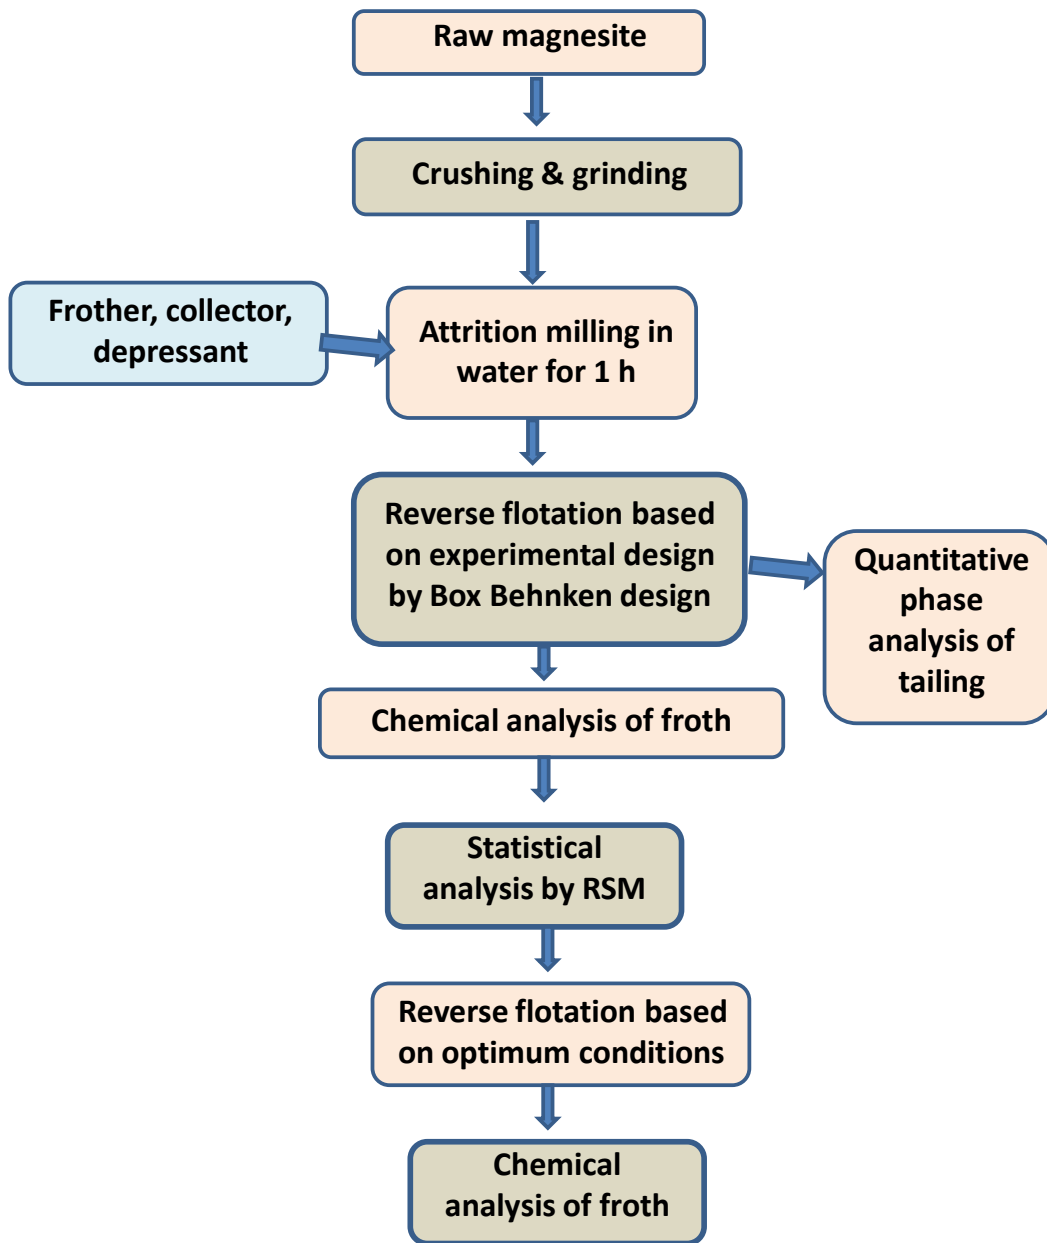 Raw magnesite
Crushing & grinding
Frother, collector,
depressant
Attrition milling in
water for 1 h
Reverse flotation based
on experimental design
by Box Behnken design
Quantitative
phase
analysis of
tailing
Chemical analysis of froth
Statistical
analysis by RSM
Reverse flotation based
on optimum conditions
Chemical
analysis of froth